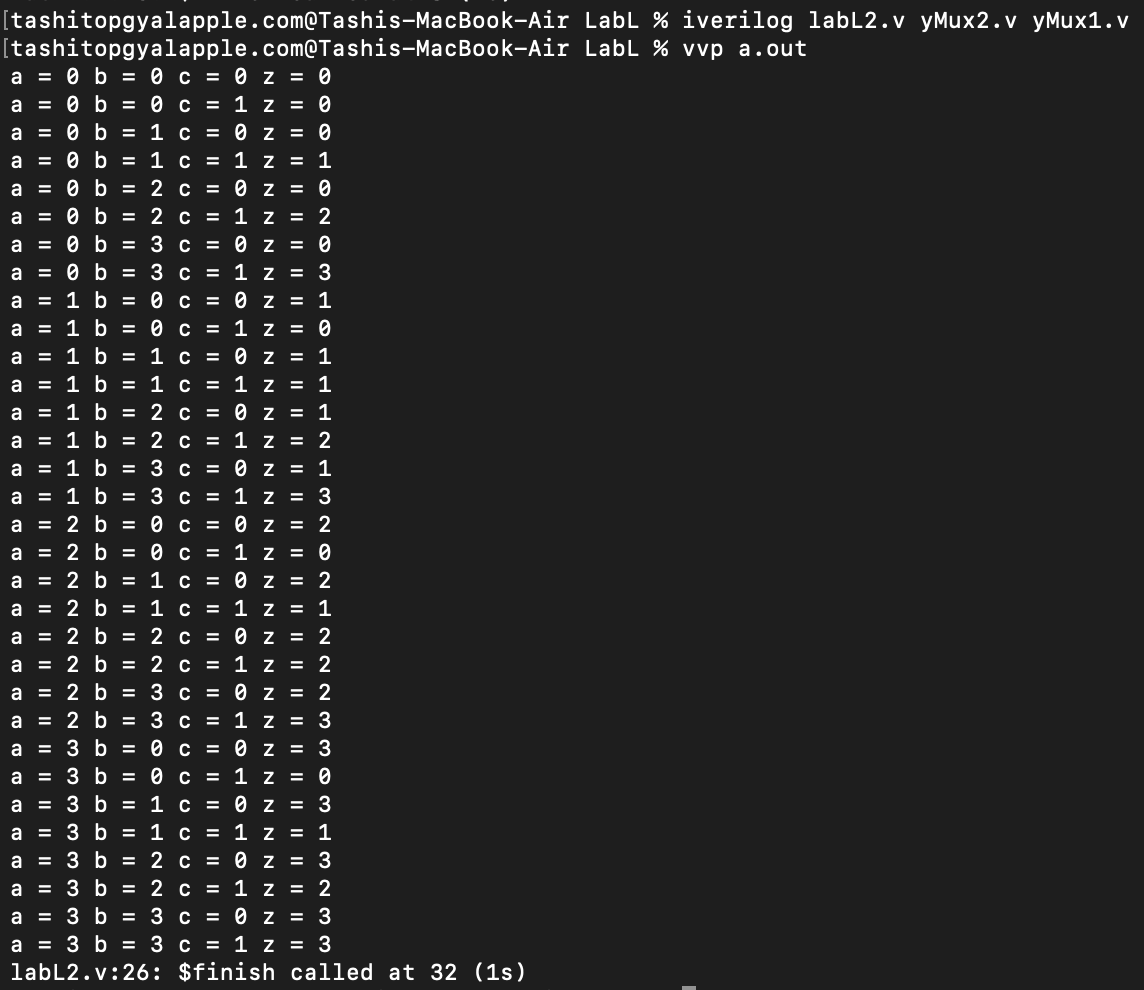 [tashitopgyalapple.com@Tashis-MacBook-Air LabL % iverilog labL2.v yMux2.v yMux1.v
[tashitopgyalapple.com@Tashis-MacBook-Air LabL % vvp a.out
a = 0 b = 0 c = 0 z = 0
a = 0 b = 0 c = 1 z = 0
a = 0 b = 1 c = 0 z = 0
a = 0 b = 1 c = 1 z = 1
a = 0 b = 2 c = 0 z = 0
a = 0 b = 2 c = 1 z = 2
a = 0 b = 3 c = 0 z = 0
a = 0 b = 3 c = 1 z = 3
a = 1 b = 0 c = 0 z = 1
a = 1 b = 0 c = 1 z = 0
a = 1 b = 1 c = 0 z = 1
a = 1 b = 1 c = 1 z = 1
a = 1 b = 2 c = 0 z = 1
a = 1 b = 2 c = 1 z = 2
a = 1 b = 3 c = 0 z = 1
a = 1 b = 3 c = 1 z = 3
a = 2 b = 0 c = 0 z = 2
a = 2 b = 0 c = 1 z = 0
a = 2 b = 1 c = 0 z = 2
a = 2 b = 1 c = 1 z = 1
a = 2 b = 2 c = 0 z = 2
a = 2 b = 2 c = 1 z = 2
a = 2 b = 3 c = 0 z = 2
a = 2 b = 3 c = 1 z = 3
a = 3 b = 0 c = 0 z = 3
a = 3 b = 0 c = 1 z = 0
a = 3 b = 1 c = 0 z = 3
a = 3 b = 1 c = 1 z = 1
a = 3 b = 2 c = 0 z = 3
a = 3 b = 2 c = 1 z = 2
a = 3 b = 3 c = 0 z = 3
a = 3 b = 3 c = 1 z = 3
labL2.v:26: $finish called at 32 (1s)